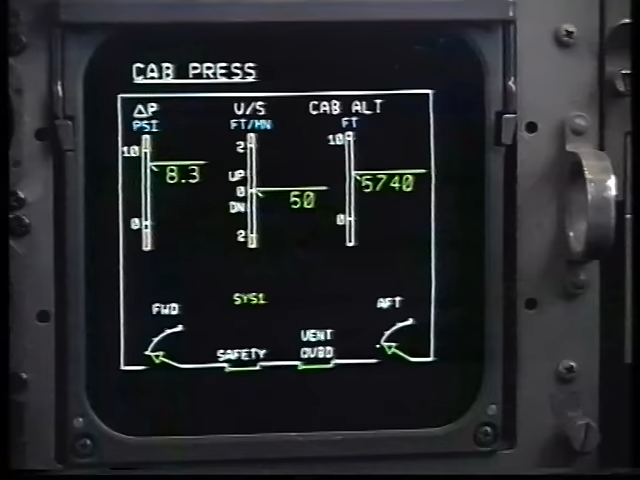 CAB PRESS
ΔP V/S CAB ALT
PSI FT/MN FT
10 2 10
8.3 UP 0 DN 50 5740
0 2 0
SYS1
FWD AFT
SAFETY VENT OVBD